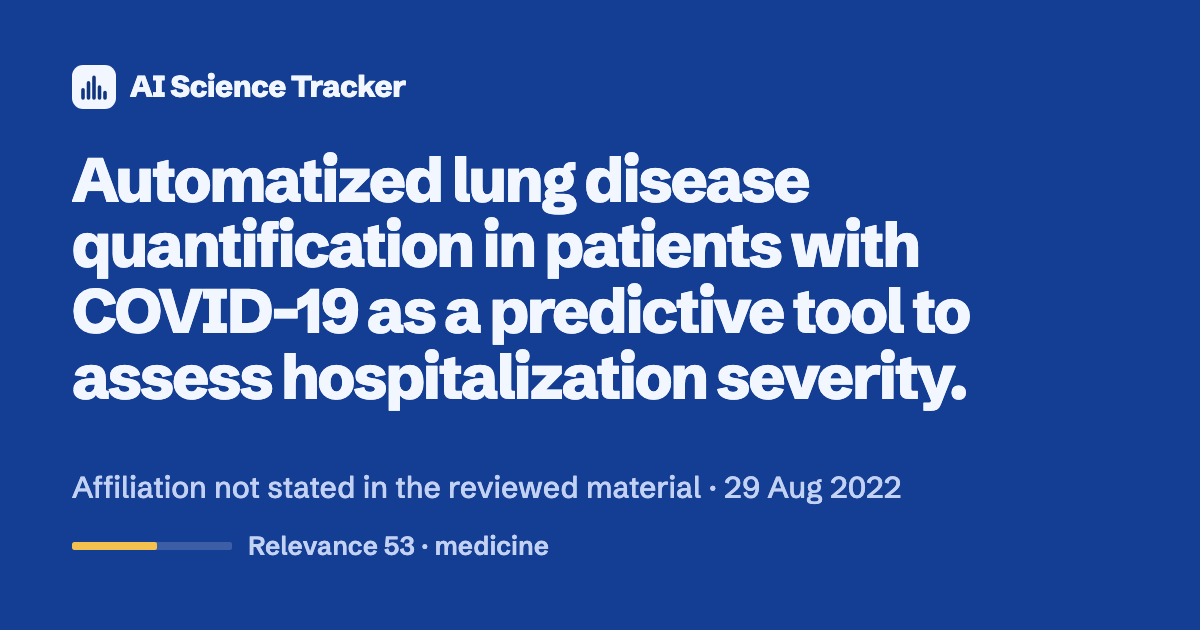 AI Science Tracker
Automatized lung disease
quantification in patients with
COVID-19 as a predictive tool to
assess hospitalization severity.
Affiliation not stated in the reviewed material · 29 Aug 2022
Relevance 53 · medicine